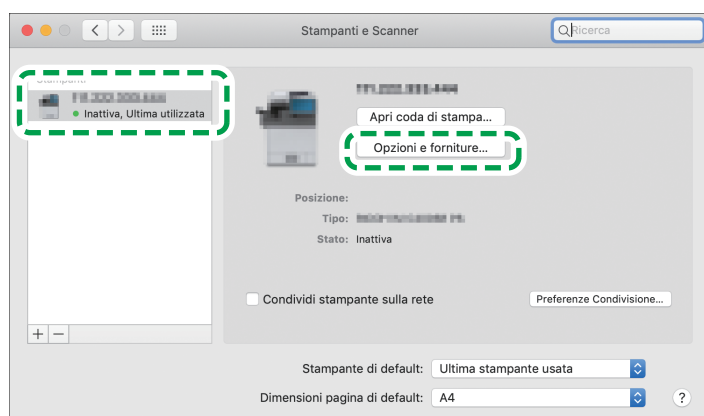 Stampanti e Scanner
Ricerca
Stampanti
Inattiva, Ultima utilizzata
Apri coda di stampa...
Opzioni e forniture...
Posizione:
Tipo:
Stato: Inattiva
Condividi stampante sulla rete
Preferenze Condivisione...
+ −
Stampante di default: Ultima stampante usata
Dimensioni pagina di default: A4
?